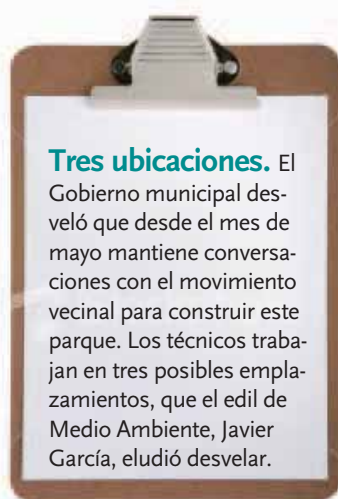 Tres ubicaciones. El
Gobierno municipal des-
veló que desde el mes de
mayo mantiene conversa-
ciones con el movimiento
vecinal para construir este
parque. Los técnicos traba-
jan en tres posibles empla-
zamientos, que el edil de
Medio Ambiente, Javier
García, eludió desvelar.